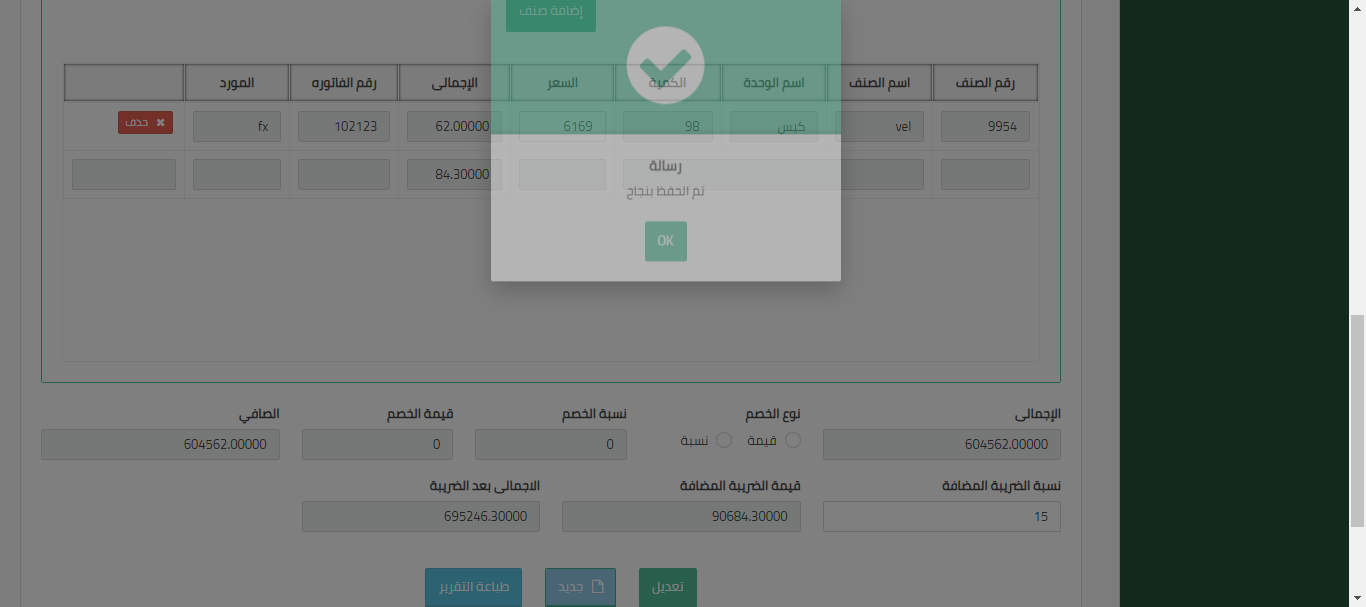 إضافة صنف
رقم الصنف اسم الصنف اسم الوحدة الكمية السعر الإجمالى رقم الفاتوره المورد
9954 vel كيس 98 6169 62.00000 102123 fx حذف
84.30000
رسالة
تم الحفظ بنجاح
OK
الإجمالى نوع الخصم نسبة الخصم قيمة الخصم الصافي
604562.00000 قيمة نسبة 0 0 604562.00000
نسبة الضريبة المضافة قيمة الضريبة المضافة الاجمالى بعد الضريبة
15 90684.30000 695246.30000
تعديل جديد طباعة التقرير